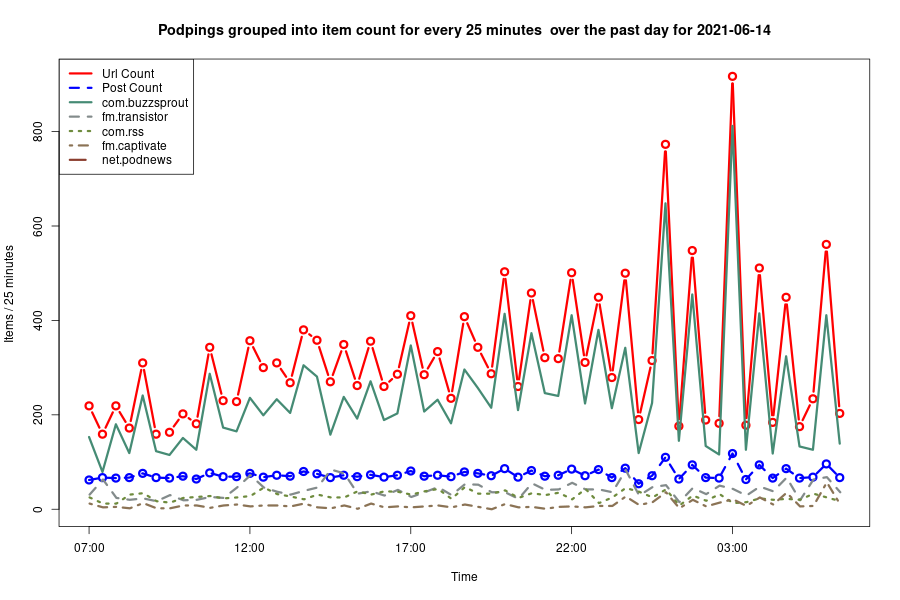 Podpings grouped into item count for every 25 minutes  over the past day for 2021-06-14
Url Count
Post Count
com.buzzsprout
fm.transistor
com.rss
fm.captivate
net.podnews
Items / 25 minutes
800
600
400
200
0
07:00 12:00 17:00 22:00 03:00
Time